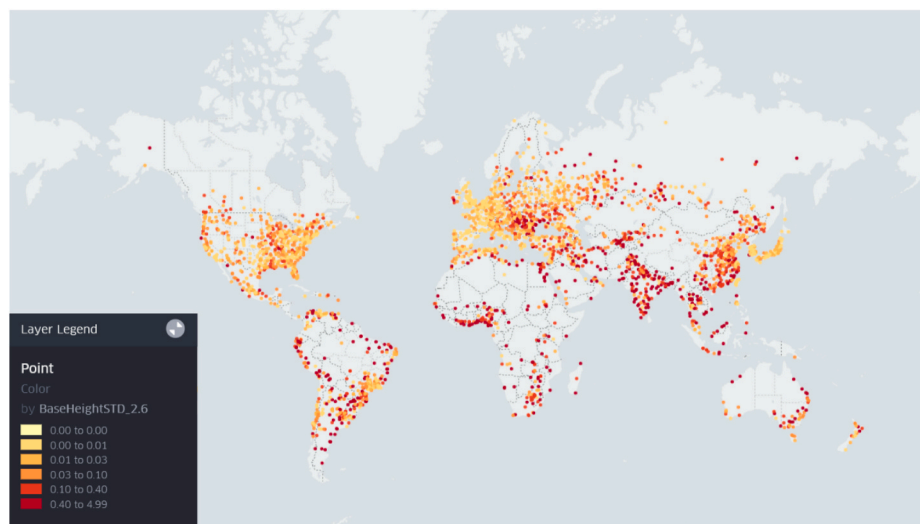 Layer Legend
Point
Color
by BaseHeightSTD_2.6
0.00 to 0.00
0.00 to 0.01
0.01 to 0.03
0.03 to 0.10
0.10 to 0.40
0.40 to 4.99